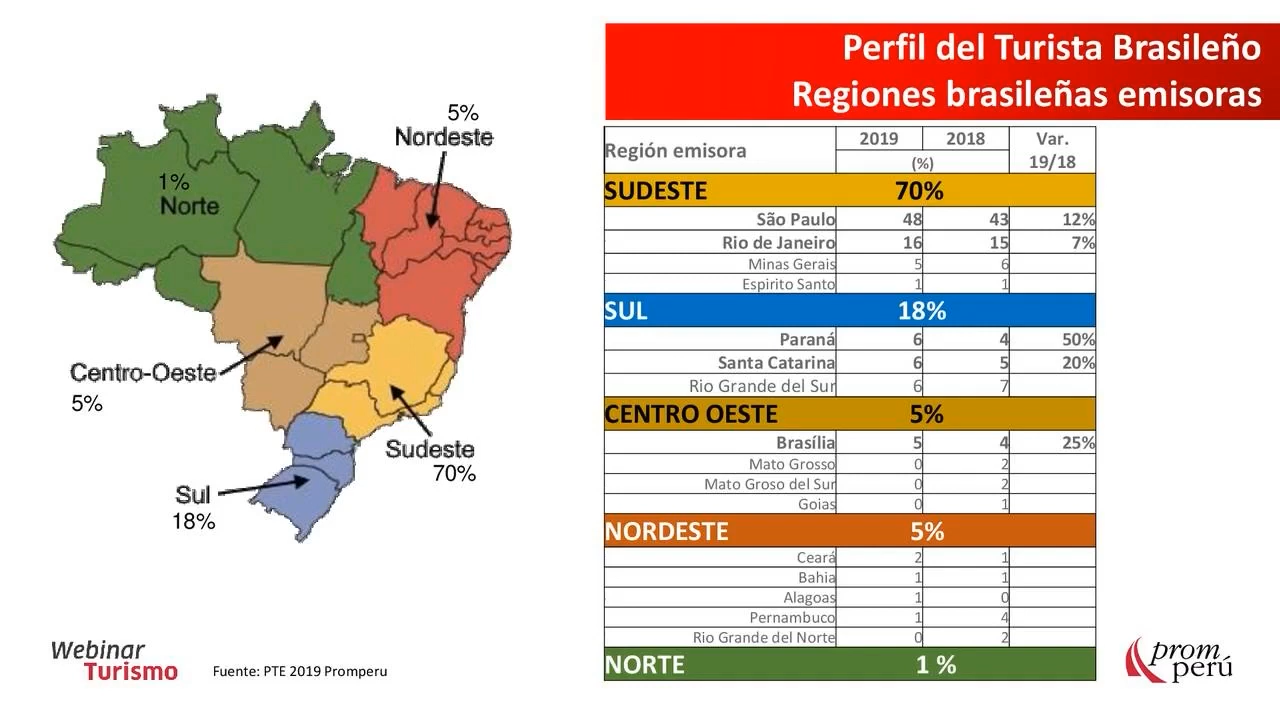 Perfil del Turista Brasileño
Regiones brasileñas emisoras
5%
Nordeste
1%
Norte
Centro-Oeste
5%
Sudeste
70%
Sul
18%
Región emisora 2019 2018 Var.
(%) 19/18
SUDESTE 70%
São Paulo 48 43 12%
Rio de Janeiro 16 15 7%
Minas Gerais 5 6
Espirito Santo 1 1
SUL 18%
Paraná 6 4 50%
Santa Catarina 6 5 20%
Rio Grande del Sur 6 7
CENTRO OESTE 5%
Brasília 5 4 25%
Mato Grosso 0 2
Mato Groso del Sur 0 2
Goias 0 1
NORDESTE 5%
Ceará 2 1
Bahia 1 1
Alagoas 1 0
Pernambuco 1 4
Rio Grande del Norte 0 2
NORTE 1 %
Webinar
Turismo
Fuente: PTE 2019 Promperu
prom
perú